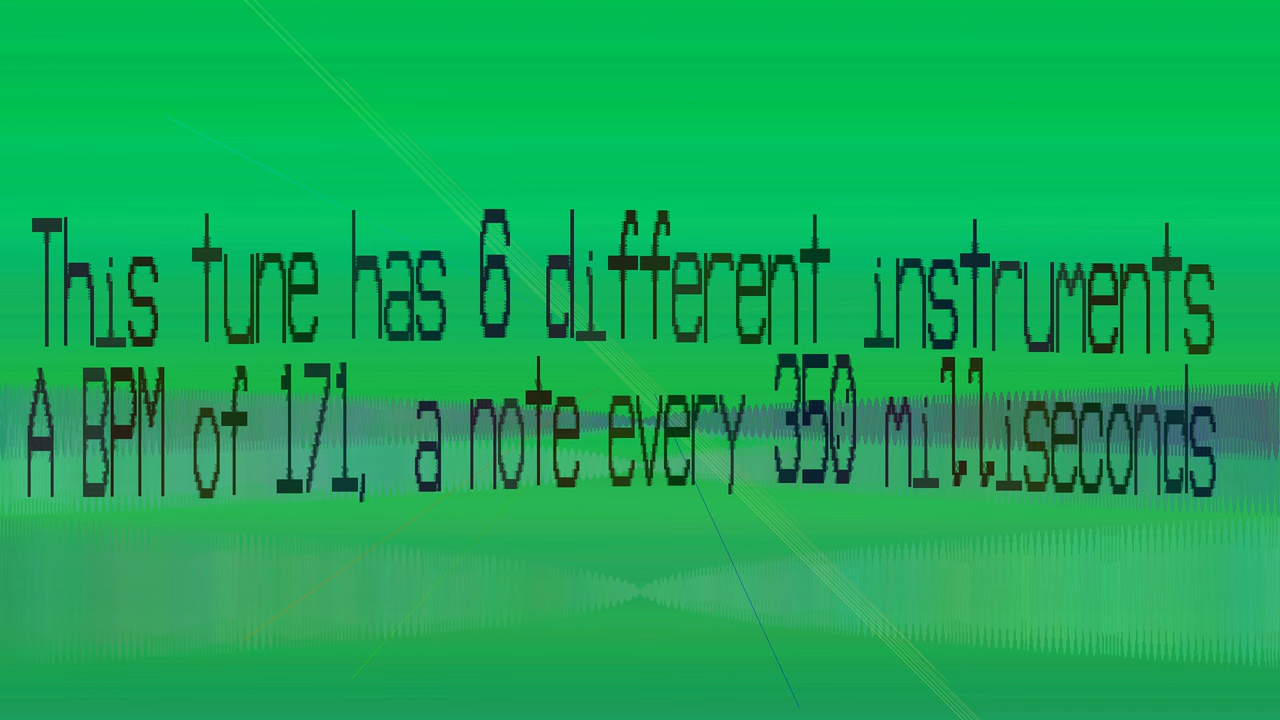 This tune has 6 different instruments
A BPM of 171, a note every 350 milliseconds